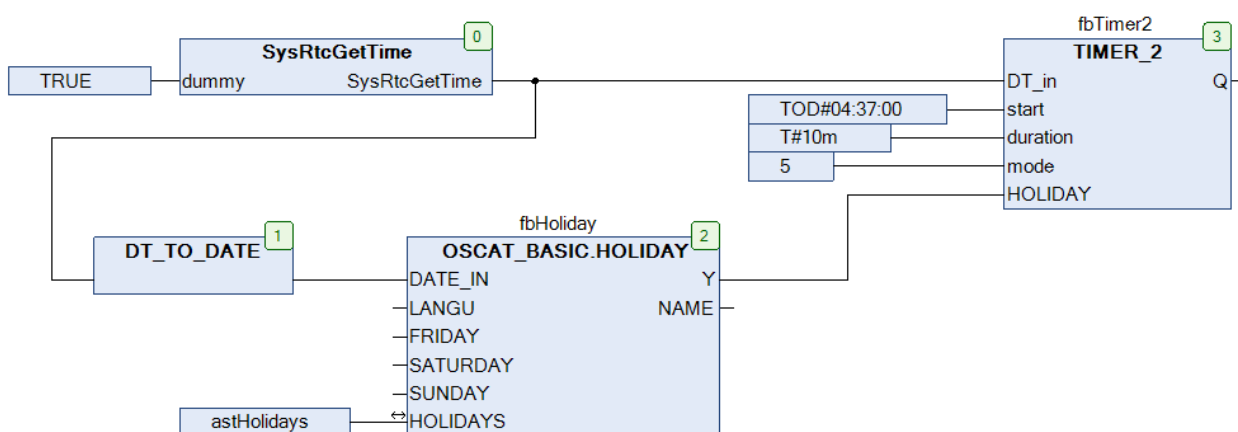 0
SysRtcGetTime
TRUE
dummy SysRtcGetTime
fbTimer2
3
TIMER_2
DT_in Q
TOD#04:37:00 start
T#10m duration
5 mode
HOLIDAY
1
DT_TO_DATE
fbHoliday
2
OSCAT_BASIC.HOLIDAY
DATE_IN Y
LANGU NAME
FRIDAY
SATURDAY
SUNDAY
astHolidays HOLIDAYS